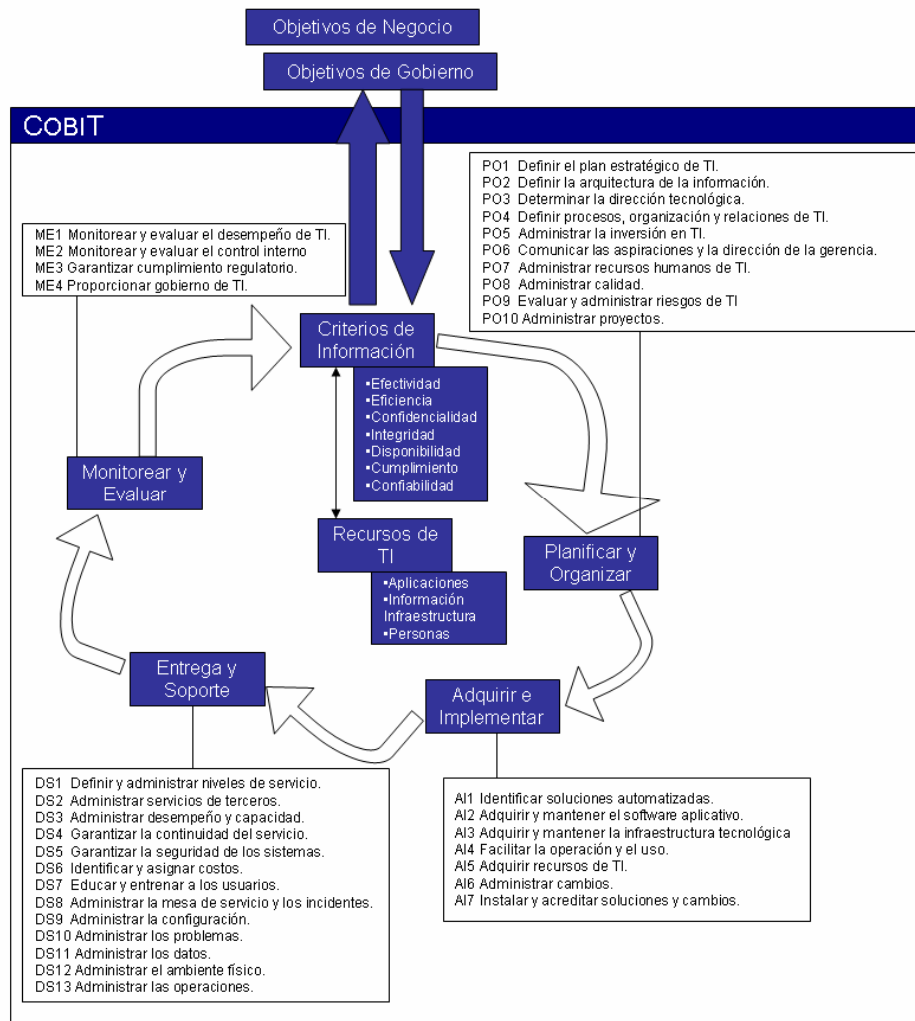 Objetivos de Negocio
Objetivos de Gobierno
COBIT
PO1 Definir el plan estratégico de TI.
PO2 Definir la arquitectura de la información.
PO3 Determinar la dirección tecnológica.
PO4 Definir procesos, organización y relaciones de TI.
PO5 Administrar la inversión en TI.
PO6 Comunicar las aspiraciones y la dirección de la gerencia.
PO7 Administrar recursos humanos de TI.
PO8 Administrar calidad.
PO9 Evaluar y administrar riesgos de TI
PO10 Administrar proyectos.
ME1 Monitorear y evaluar el desempeño de TI.
ME2 Monitorear y evaluar el control interno
ME3 Garantizar cumplimiento regulatorio.
ME4 Proporcionar gobierno de TI.
Criterios de
Información
▪Efectividad
▪Eficiencia
▪Confidencialidad
▪Integridad
▪Disponibilidad
▪Cumplimiento
▪Confiabilidad
Monitorear y
Evaluar
Recursos de
TI
▪Aplicaciones
▪Información
Infraestructura
▪Personas
Planificar y
Organizar
Entrega y
Soporte
Adquirir e
Implementar
DS1 Definir y administrar niveles de servicio.
DS2 Administrar servicios de terceros.
DS3 Administrar desempeño y capacidad.
DS4 Garantizar la continuidad del servicio.
DS5 Garantizar la seguridad de los sistemas.
DS6 Identificar y asignar costos.
DS7 Educar y entrenar a los usuarios.
DS8 Administrar la mesa de servicio y los incidentes.
DS9 Administrar la configuración.
DS10 Administrar los problemas.
DS11 Administrar los datos.
DS12 Administrar el ambiente físico.
DS13 Administrar las operaciones.
AI1 Identificar soluciones automatizadas.
AI2 Adquirir y mantener el software aplicativo.
AI3 Adquirir y mantener la infraestructura tecnológica
AI4 Facilitar la operación y el uso.
AI5 Adquirir recursos de TI.
AI6 Administrar cambios.
AI7 Instalar y acreditar soluciones y cambios.